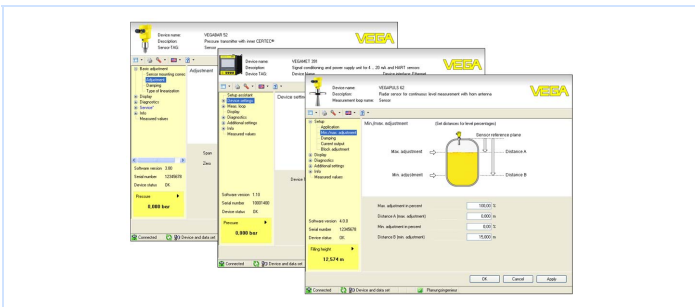 Device name VEGABAR 52
Description Pressure transmitter with inner CERTEC®
Sensor TAG Sensor
VEGA
Basic adjustment
Sensor mounting correc
Adjustment
Damping
Type of linearization
Display
Diagnostics
Service
Info
Measured values
Adjustment
Span
Zero
Software version 3.80
Serial number 12345678
Device status OK
Pressure
0,000 bar
Connected
Device and data set
Device name VEGAMET 391
Description Signal conditioning and power supply unit for 4 .. 20 mA and HART sensors
Device TAG Device Name
Device interface: Ethernet
VEGA
Setup assistant
Device settings
Meas. loop
Display
Diagnostics
Additional settings
Info
Measured values
Device settin
Software version 1.10
Serial number
Device status OK
Pressure
0,000 bar
Connected
Device and data set
Device name VEGAPULS 62
Description Radar sensor for continuous level measurement with horn antenna
Measurement loop name Sensor
VEGA
Setup
Application
Min./max. adjustment
Damping
Current output
Block adjustment
Display
Diagnostics
Additional settings
Info
Measured values
Min./max. adjustment (Set distances for level percentages)
Sensor reference plane
Max. adjustment
Distance A
Min. adjustment
Distance B
Max. adjustment in percent 100,00 %
Distance A (max. adjustment) 0,000 m
Min. adjustment in percent 0,00 %
Distance B (min. adjustment) 15,000 m
Software version 4.0.0
Serial number 12345678
Device status OK
Filling height
12,574 m
OK
Cancel
Apply
Connected
Device and data set
Planungsingenieur